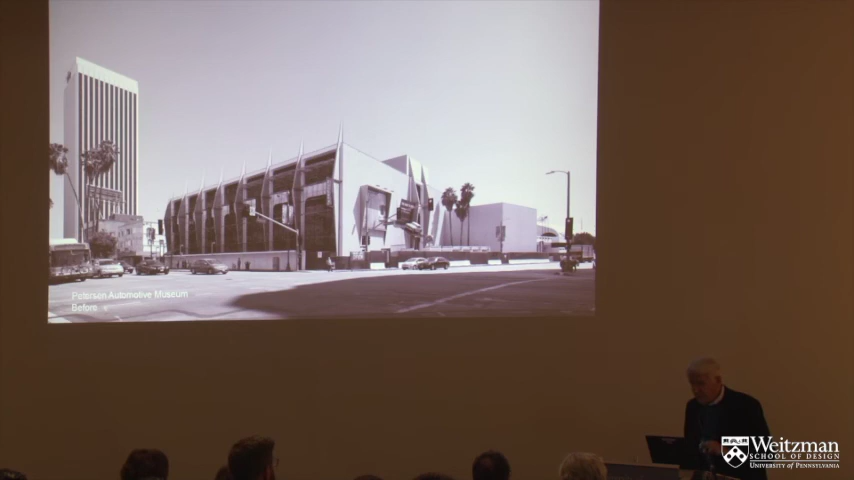 Petersen Automotive Museum
Before
Weitzman
SCHOOL OF DESIGN
UNIVERSITY OF PENNSYLVANIA